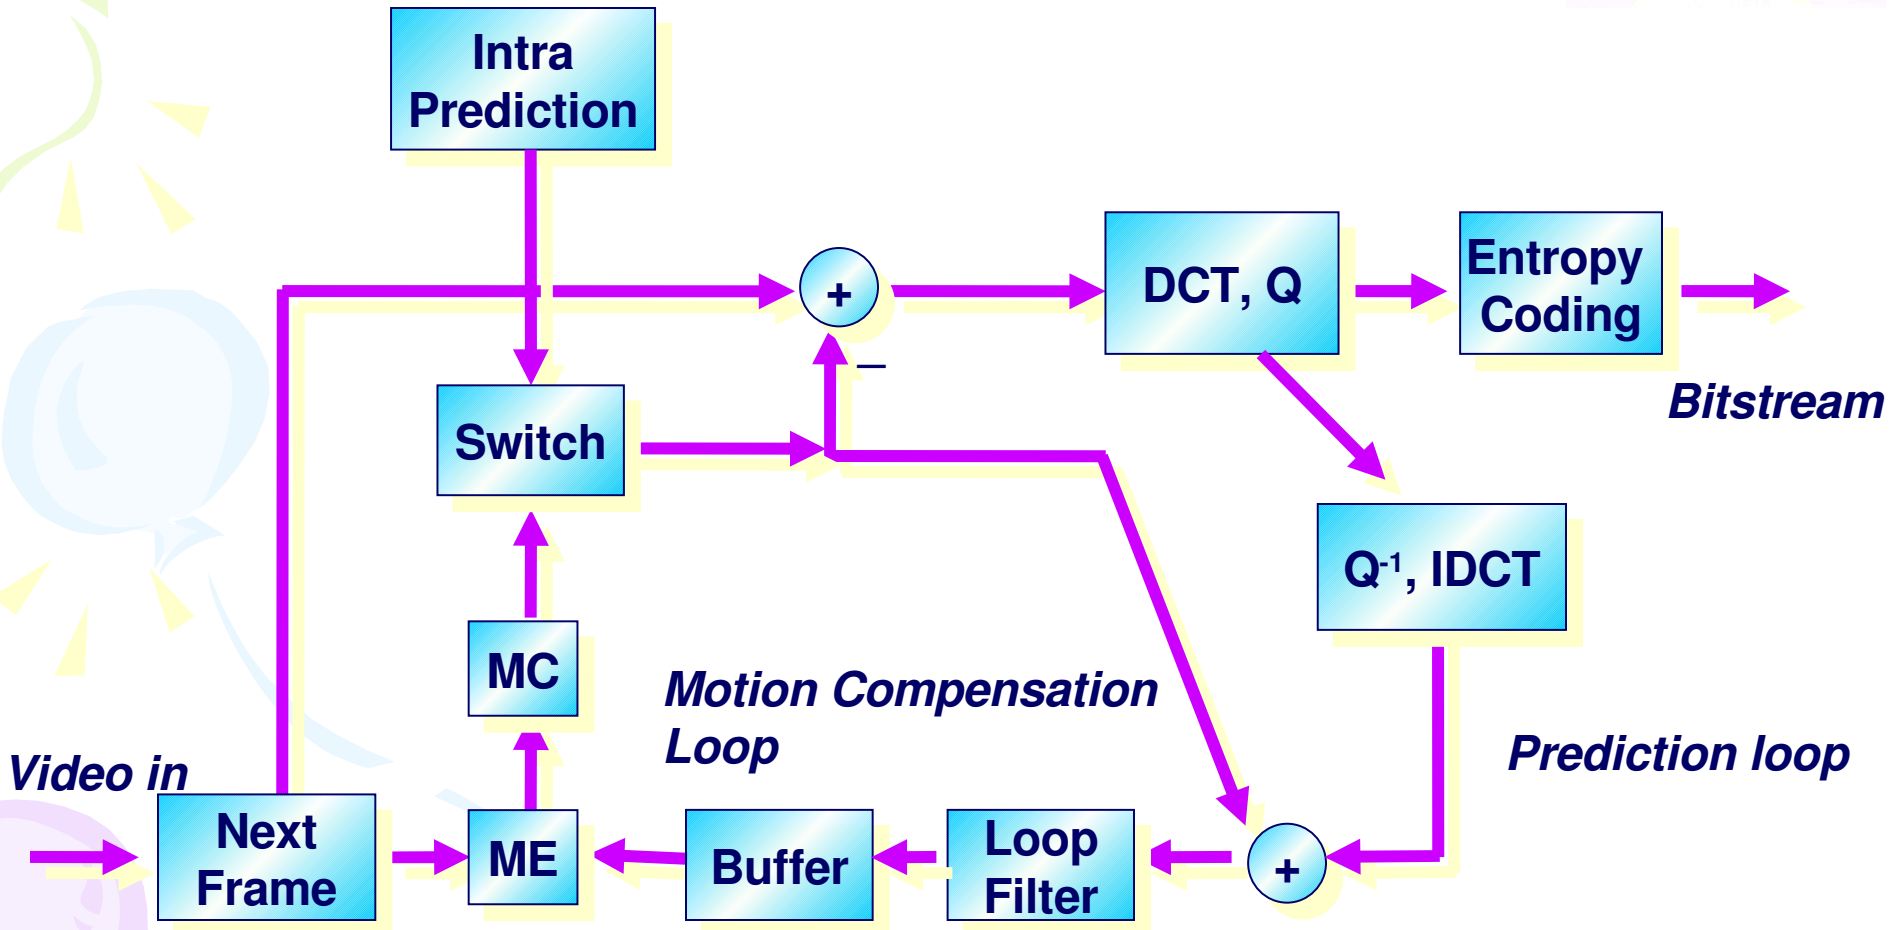 Intra
Prediction
+
DCT, Q
Entropy
Coding
–
Bitstream
Switch
Q-1, IDCT
MC
Motion Compensation
Loop
Prediction loop
Video in
Next
Frame
ME
Buffer
Loop
Filter
+